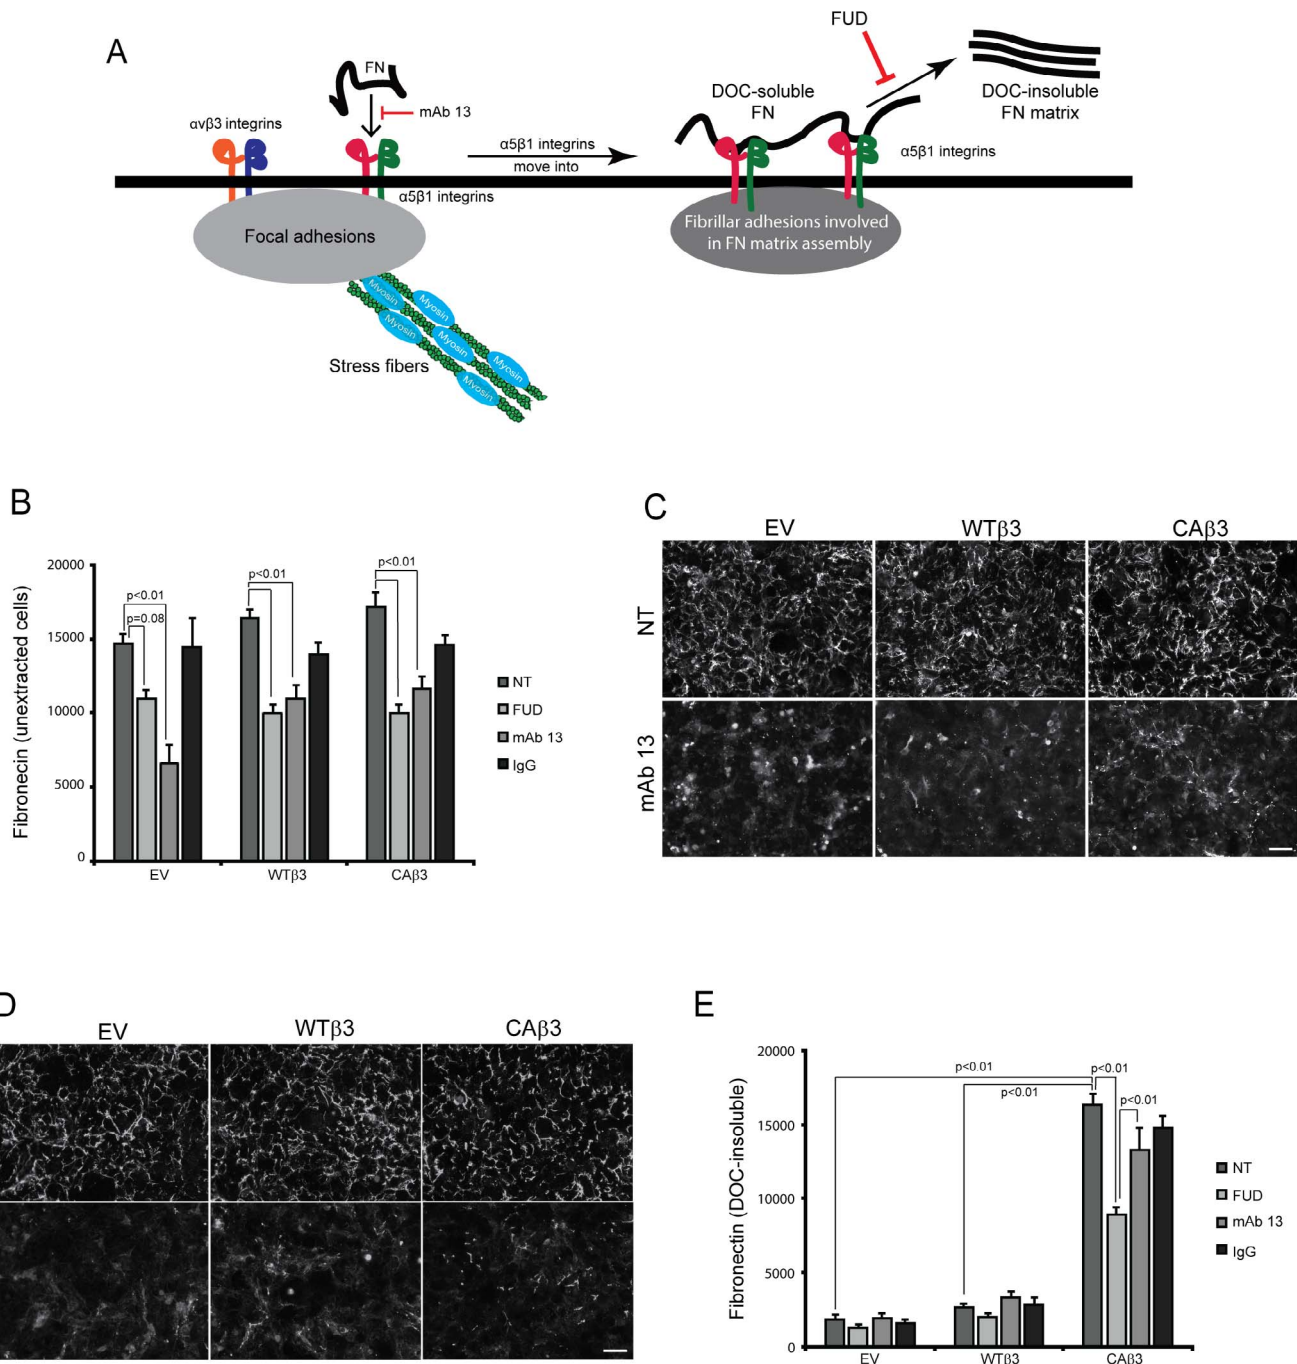 A
FUD
FN
mAb 13
DOC-soluble
FN
DOC-insoluble
FN matrix
αvβ3 integrins
α5β1 integrins
move into
α5β1 integrins
α5β1 integrins
Focal adhesions
Fibrillar adhesions involved
in FN matrix assembly
Myosin
Myosin
Myosin
Myosin
Myosin
Myosin
Stress fibers
B
Fibronecin (unextracted cells)
20000
15000
10000
5000
0
p<0.01
p=0.08
p<0.01
p<0.01
EV
WTβ3
CAβ3
NT
FUD
mAb 13
IgG
C
EV
WTβ3
CAβ3
NT
mAb 13
D
EV
WTβ3
CAβ3
E
Fibronectin (DOC-insoluble)
20000
15000
10000
5000
0
p<0.01
p<0.01
p<0.01
p<0.01
EV
WTβ3
CAβ3
NT
FUD
mAb 13
IgG